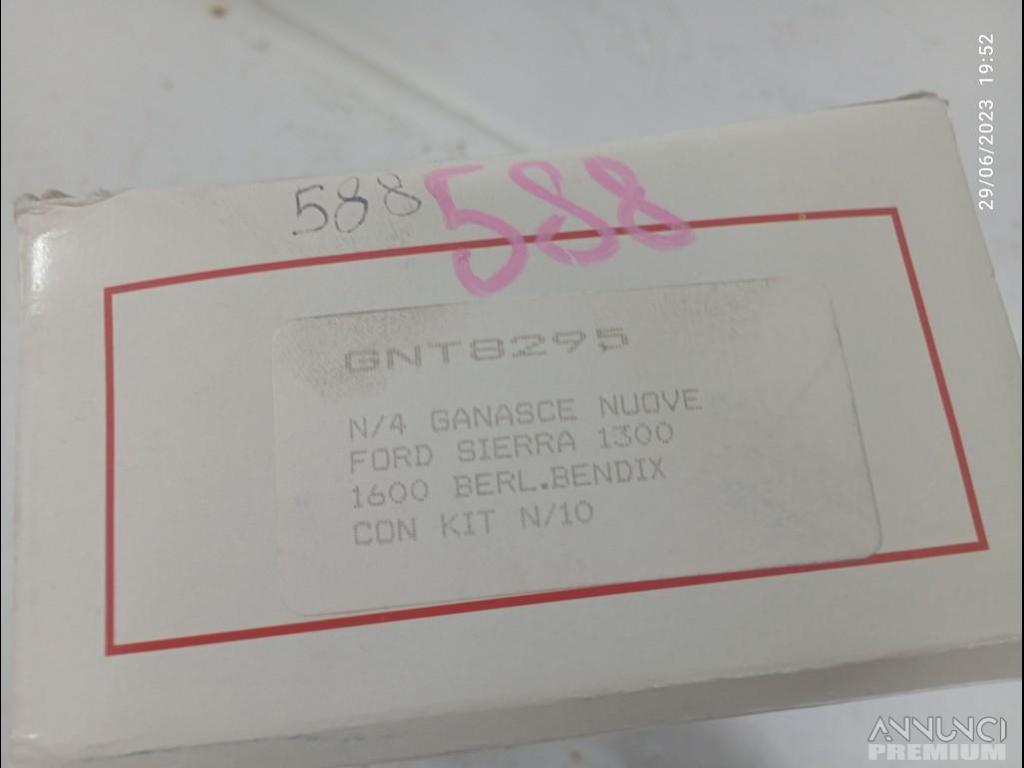 29/06/2023 19:52
588 588
GNT8295
N/4 GANASCE NUOVE
FORD SIERRA 1300
1600 BERL.BENDIX
CON KIT N/10
ANNUNCI
PREMIUM